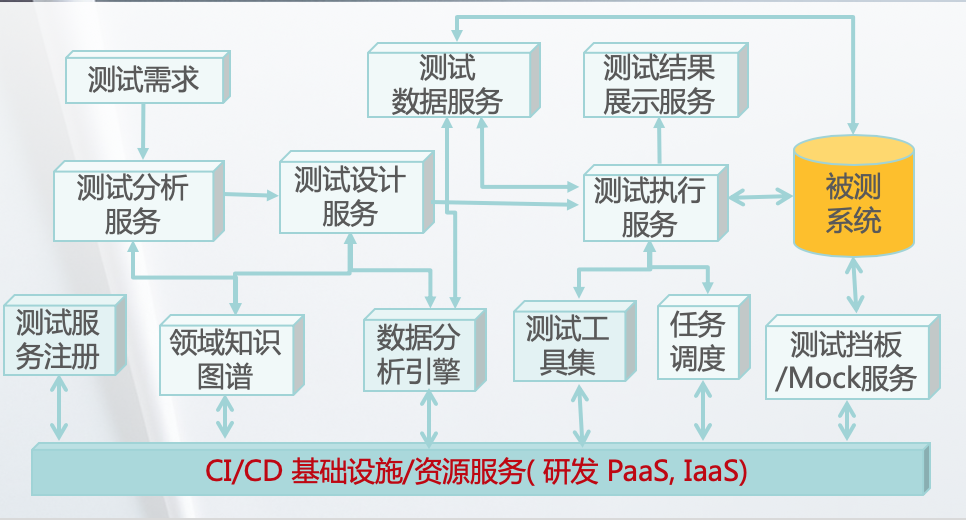 测试需求
测试
数据服务
测试结果
展示服务
测试分析
服务
测试设计
服务
测试执行
服务
被测
系统
测试服
务注册
领域知识
图谱
数据分
析引擎
测试工
具集
任务
调度
测试挡板
/Mock服务
CI/CD 基础设施/资源服务( 研发 PaaS, IaaS)